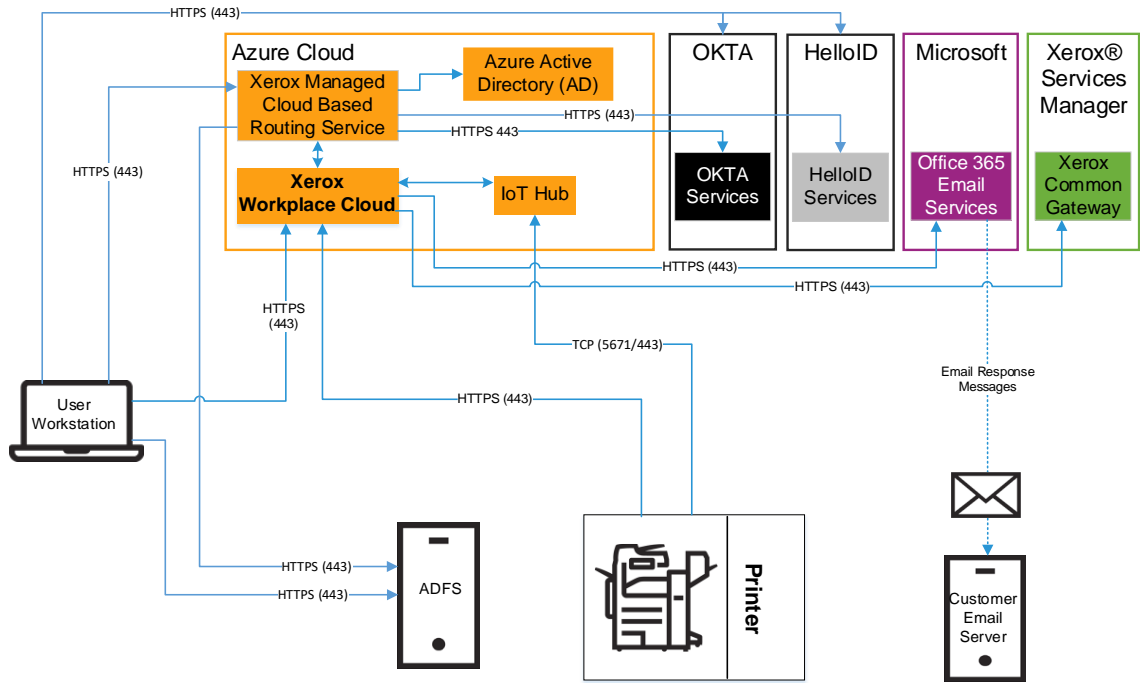 HTTPS (443)
Azure Cloud
OKTA
HelloID
Microsoft
Xerox®
Services
Manager
Xerox Managed
Cloud Based
Routing Service
Azure Active
Directory (AD)
HTTPS (443)
HTTPS 443
HTTPS (443)
Xerox
Workplace Cloud
IoT Hub
OKTA
Services
HelloID
Services
Office 365
Email
Services
Xerox
Common
Gateway
HTTPS (443)
HTTPS (443)
HTTPS
(443)
TCP (5671/443)
Email Response
Messages
HTTPS (443)
User
Workstation
HTTPS (443)
HTTPS (443)
ADFS
Printer
Customer
Email
Server